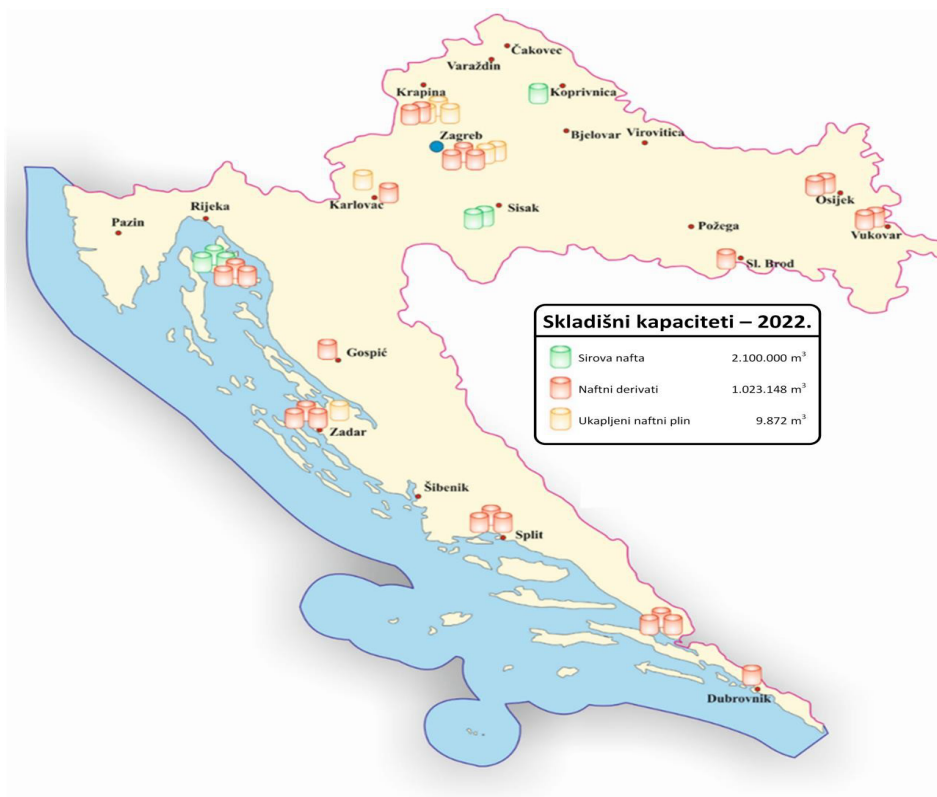 Čakovec
Varaždin
Krapina
Koprivnica
Zagreb
Bjelovar
Virovitica
Osijek
Karlovac
Sisak
Rijeka
Pazin
Požega
Vukovar
Sl. Brod
Skladišni kapaciteti – 2022.
Sirova nafta 2.100.000 m³
Naftni derivati 1.023.148 m³
Ukapljeni naftni plin 9.872 m³
Gospić
Zadar
Šibenik
Split
Dubrovnik